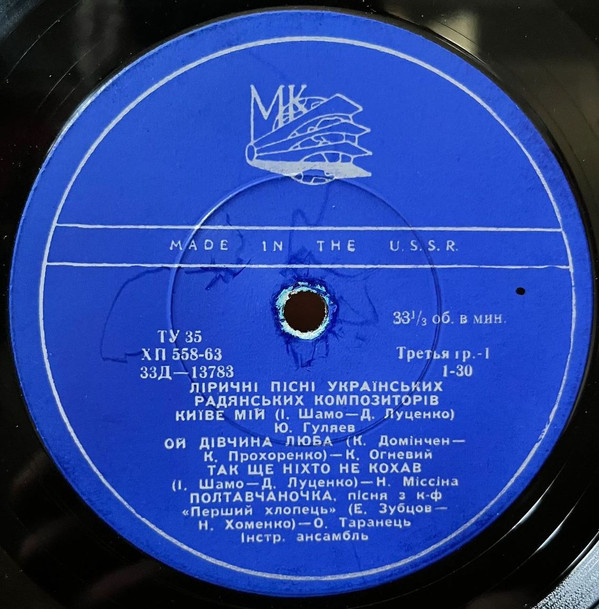 МК
MADE IN THE U.S.S.R.
33⅓ об. в мин.
ТУ 35
ХП 558-63
Третья гр.-1
33Д—13783
1-30
ЛІРИЧНІ ПІСНІ УКРАЇНСЬКИХ
РАДЯНСЬКИХ КОМПОЗИТОРІВ
КИЇВЕ МІЙ (І. Шамо—Д. Луценко)
Ю. Гуляев
ОЙ ДІВЧИНА ЛЮБА (К. Домінчен—
К. Прохоренко)—К. Огневий
ТАК ЩЕ НІХТО НЕ КОХАВ
(І. Шамо—Д. Луценко)—Н. Міссіна
ПОЛТАВЧАНОЧКА, пісня з к-ф
«Перший хлопець» (Е. Зубцов—
Н. Хоменко)—О. Таранець
Інстр. ансамбль